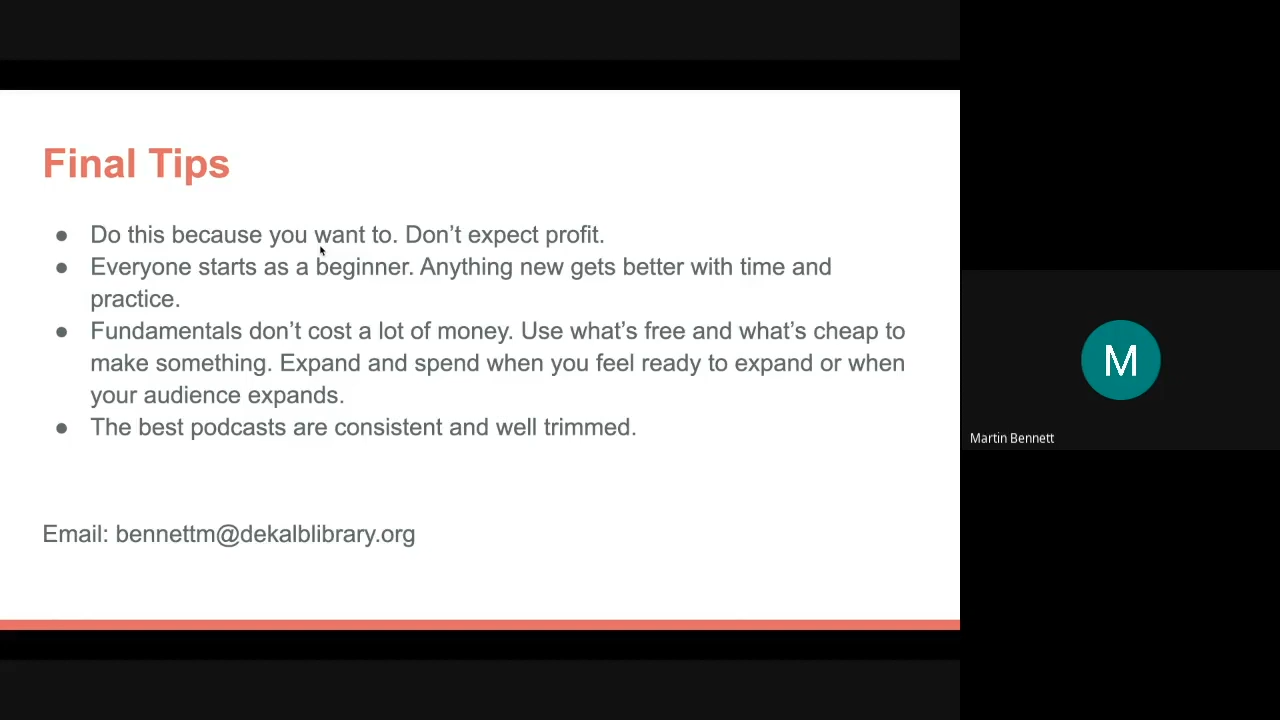 Final Tips
● Do this because you want to. Don’t expect profit.
● Everyone starts as a beginner. Anything new gets better with time and
practice.
● Fundamentals don’t cost a lot of money. Use what’s free and what’s cheap to
make something. Expand and spend when you feel ready to expand or when
your audience expands.
● The best podcasts are consistent and well trimmed.
Email: bennettm@dekalblibrary.org
M
Martin Bennett